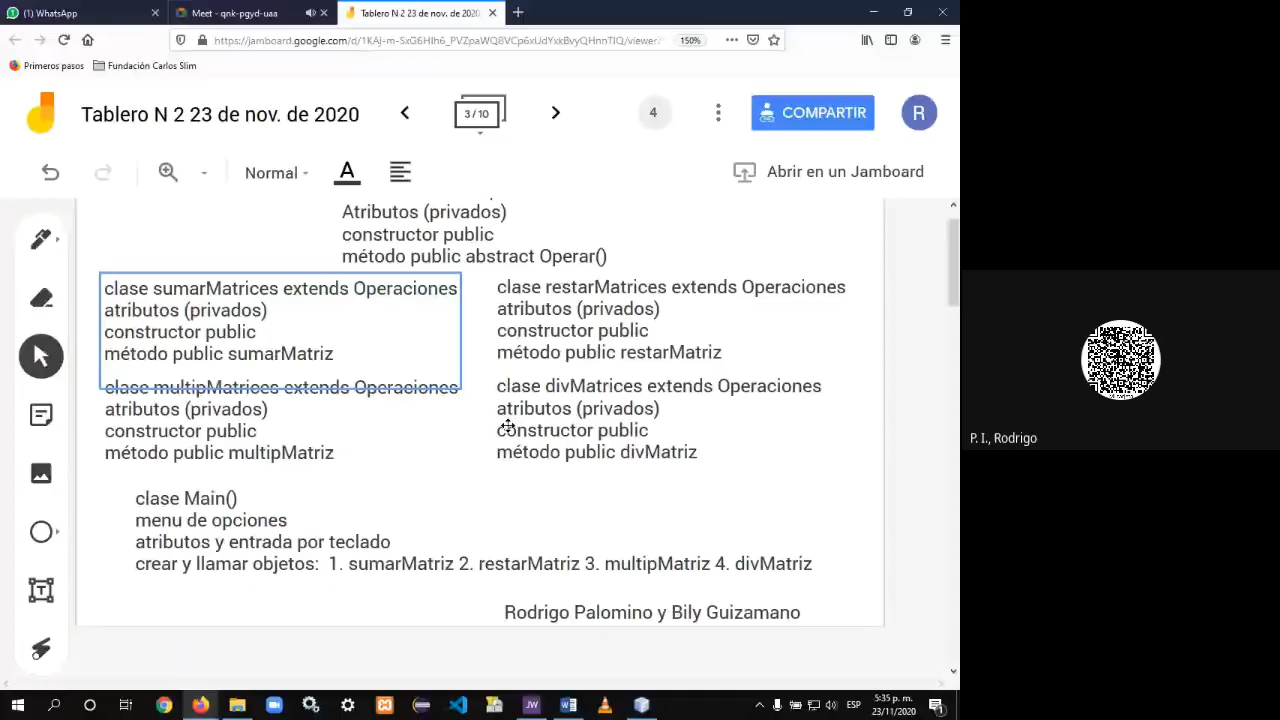 (1) WhatsApp
Meet - qnk-pgyd-uaa
Tablero N 2 23 de nov. de 2020
150%
Primeros pasos
Fundación Carlos Slim
Tablero N 2 23 de nov. de 2020
3 / 10
4
COMPARTIR
R
Normal
A
Abrir en un Jamboard
Atributos (privados)
constructor public
método public abstract Operar()
clase sumarMatrices extends Operaciones
atributos (privados)
constructor public
método public sumarMatriz
clase restarMatrices extends Operaciones
atributos (privados)
constructor public
método public restarMatriz
clase multipMatrices extends Operaciones
atributos (privados)
constructor public
método public multipMatriz
clase divMatrices extends Operaciones
atributos (privados)
constructor public
método public divMatriz
clase Main()
menu de opciones
atributos y entrada por teclado
crear y llamar objetos: 1. sumarMatriz 2. restarMatriz 3. multipMatriz 4. divMatriz
Rodrigo Palomino y Bily Guizamano
P. I., Rodrigo
JW
ESP
5:35 p. m.
23/11/2020